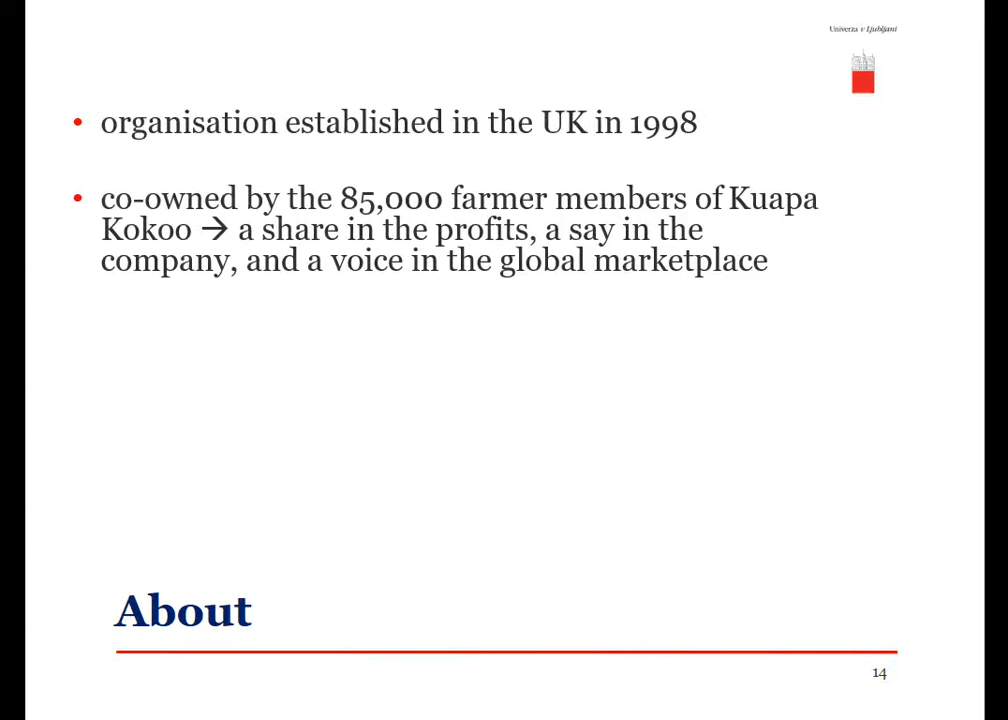 Univerza v Ljubljani
• organisation established in the UK in 1998
• co-owned by the 85,000 farmer members of Kuapa
Kokoo → a share in the profits, a say in the
company, and a voice in the global marketplace
About
14